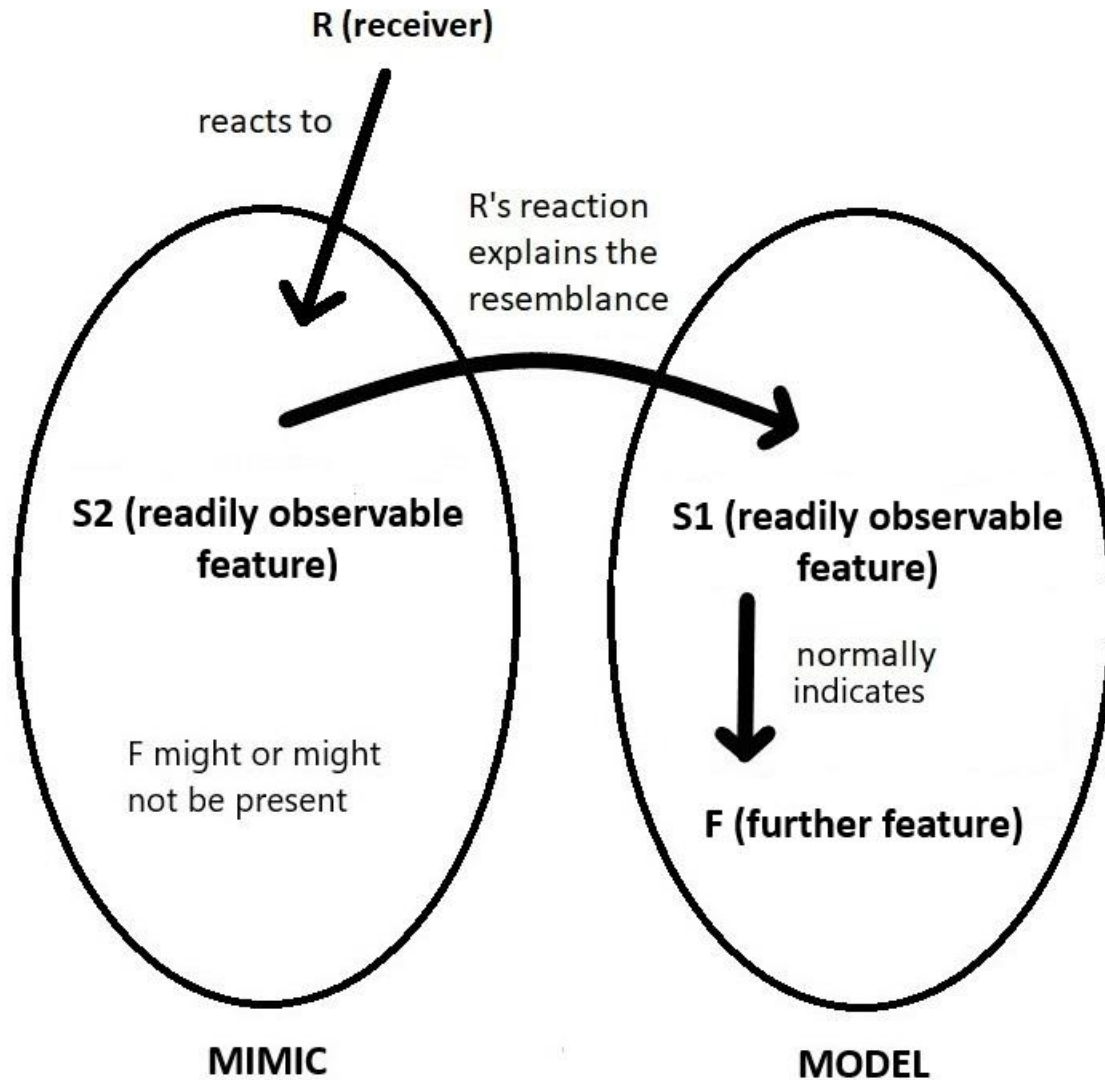 R (receiver)
reacts to
R's reaction
explains the
resemblance
S2 (readily observable
feature)
S1 (readily observable
feature)
normally
indicates
F might or might
not be present
F (further feature)
MIMIC
MODEL